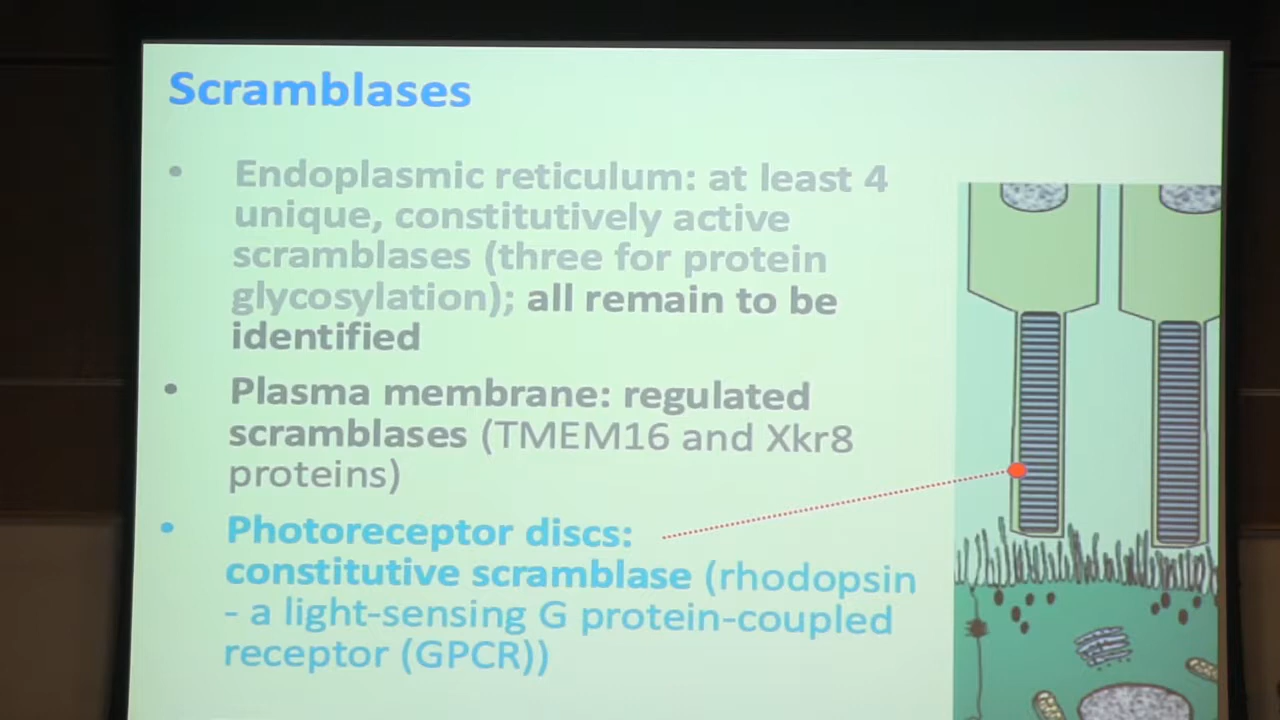 Scramblases
• Endoplasmic reticulum: at least 4
unique, constitutively active
scramblases (three for protein
glycosylation); all remain to be
identified
• Plasma membrane: regulated
scramblases (TMEM16 and Xkr8
proteins)
• Photoreceptor discs:
constitutive scramblase (rhodopsin
- a light-sensing G protein-coupled
receptor (GPCR))